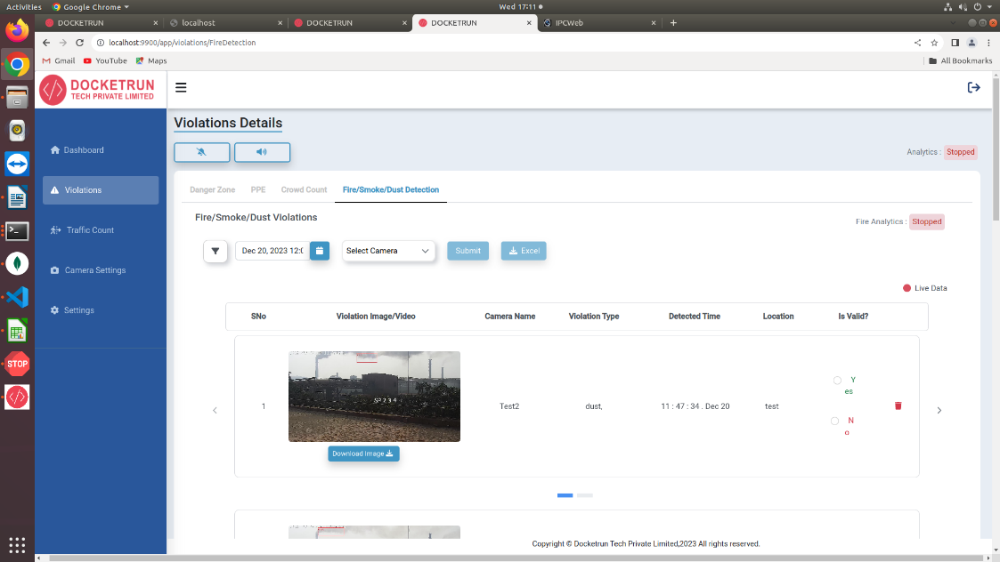 Activities
Google Chrome
Wed 17:11
DOCKETRUN
localhost
DOCKETRUN
DOCKETRUN
IPCWeb
localhost:9900/app/violations/FireDetection
Gmail
YouTube
Maps
All Bookmarks
DOCKETRUN
TECH PRIVATE LIMITED
Dashboard
Violations
Traffic Count
Camera Settings
Settings
STOP
Violations Details
Analytics : Stopped
Danger Zone
PPE
Crowd Count
Fire/Smoke/Dust Detection
Fire/Smoke/Dust Violations
Fire Analytics : Stopped
Dec 20, 2023 12:0
Select Camera
Submit
Excel
Live Data
SNo
Violation Image/Video
Camera Name
Violation Type
Detected Time
Location
Is Valid?
1
Test2
dust,
11 : 47 : 34 . Dec 20
test
Y
es
N
o
Download Image
Copyright © Docketrun Tech Private Limited,2023 All rights reserved.